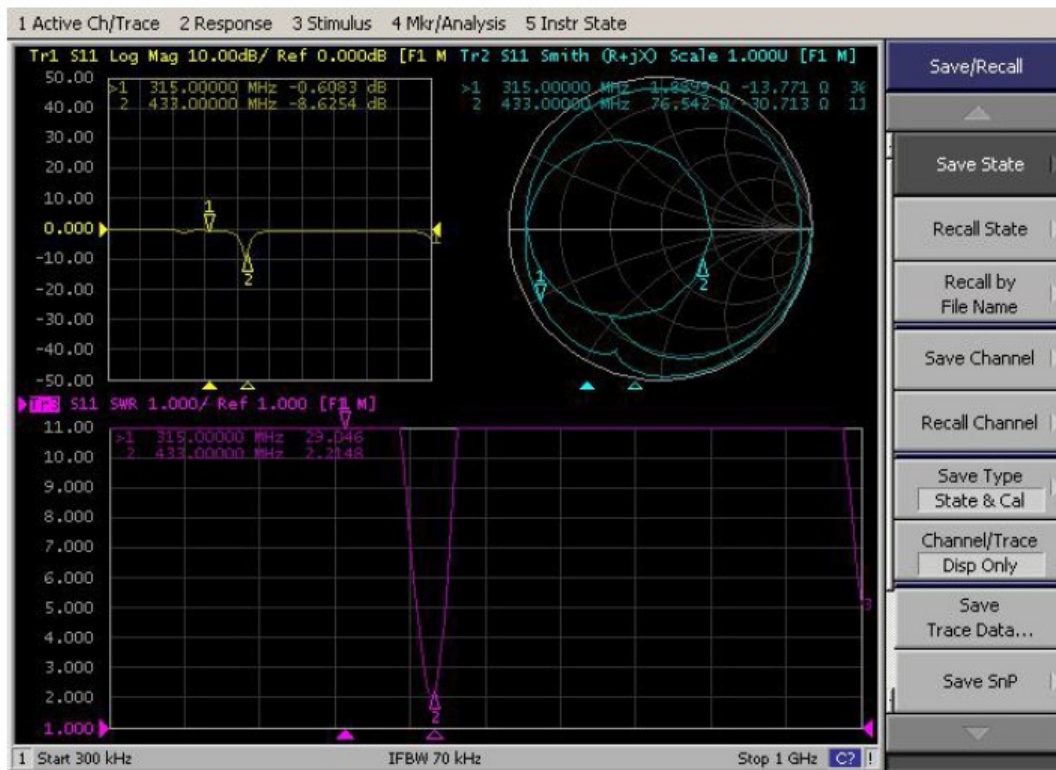 1 Active Ch/Trace 2 Response 3 Stimulus 4 Mkr/Analysis 5 Instr State
Tr1 S11 Log Mag 10.00dB/ Ref 0.000dB [F1 M
50.00
40.00
30.00
20.00
10.00
0.000
-10.00
-20.00
-30.00
-40.00
-50.00
>1 315.00000 MHz -0.6083 dB
2 433.00000 MHz -8.6254 dB
1
2
Tr2 S11 Smith (R+jX) Scale 1.000U [F1 M]
>1 315.00000 MHz -13.771 Ω
2 433.00000 MHz 76.542 Ω -30.713 Ω 11
1
2
Tr3 S11 SWR 1.000/ Ref 1.000 [F1 M]
11.00
10.00
9.000
8.000
7.000
6.000
5.000
4.000
3.000
2.000
1.000
>1 315.00000 MHz 29.046
2 433.00000 MHz 2.2148
2
3
1 Start 300 kHz IFBW 70 kHz Stop 1 GHz C? !
Save/Recall
Save State
Recall State
Recall by
File Name
Save Channel
Recall Channel
Save Type
State & Cal
Channel/Trace
Disp Only
Save
Trace Data...
Save SnP